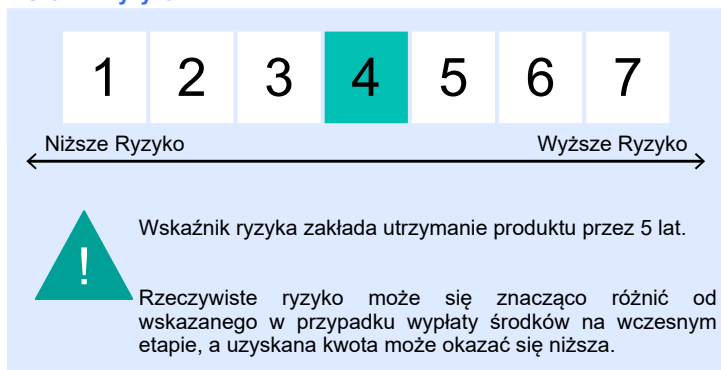 1 2 3 4 5 6 7
Niższe Ryzyko Wyższe Ryzyko
Wskaźnik ryzyka zakłada utrzymanie produktu przez 5 lat.
!
Rzeczywiste ryzyko może się znacząco różnić od
wskazanego w przypadku wypłaty środków na wczesnym
etapie, a uzyskana kwota może okazać się niższa.